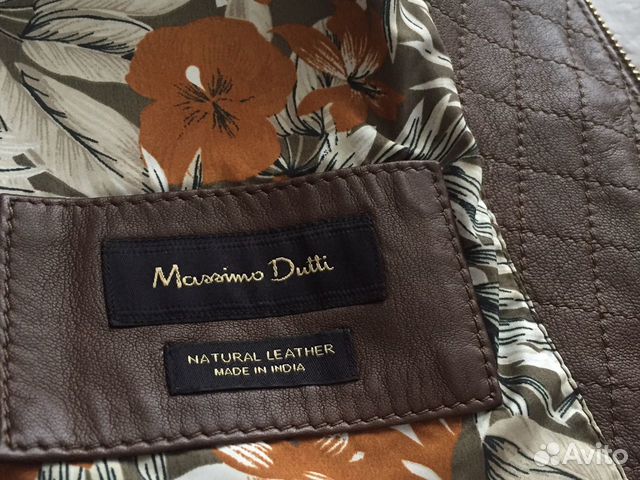 Massimo Dutti
NATURAL LEATHER
MADE IN INDIA
Avito